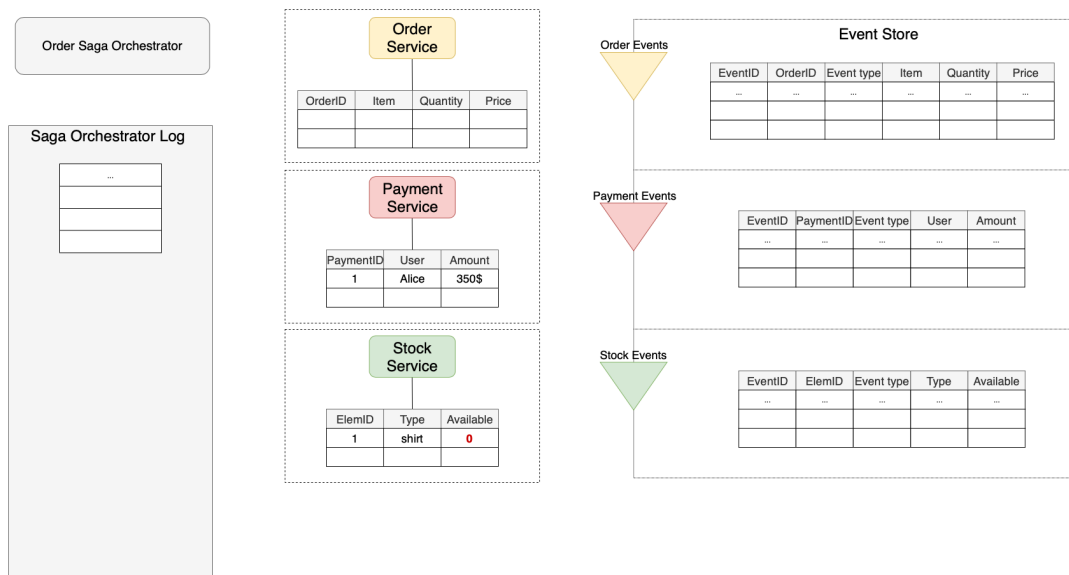 Order Saga Orchestrator
Saga Orchestrator Log
...
Order
Service
OrderID Item Quantity Price
Payment
Service
PaymentID User Amount
1 Alice 350$
Stock
Service
ElemID Type Available
1 shirt 0
Event Store
Order Events
EventID OrderID Event type Item Quantity Price
... ... ... ... ... ...
Payment Events
EventID PaymentID Event type User Amount
... ... ... ... ...
Stock Events
EventID ElemID Event type Type Available
... ... ... ... ...